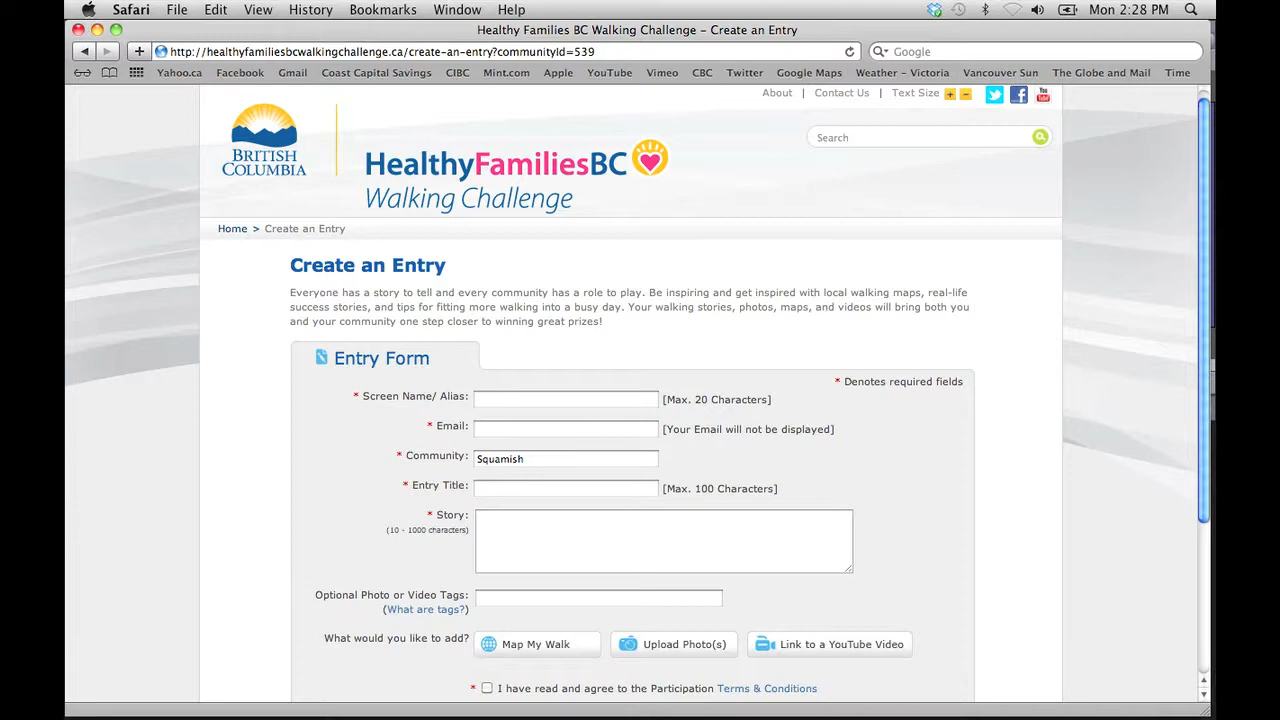 Safari File Edit View History Bookmarks Window Help Mon 2:28 PM
Healthy Families BC Walking Challenge – Create an Entry
http://healthyfamiliesbcwalkingchallenge.ca/create-an-entry?communityId=539 Google
Yahoo.ca Facebook Gmail Coast Capital Savings CIBC Mint.com Apple YouTube Vimeo CBC Twitter Google Maps Weather – Victoria Vancouver Sun The Globe and Mail Time
About | Contact Us | Text Size + –
You Tube
Search
BRITISH
COLUMBIA
HealthyFamiliesBC
Walking Challenge
Home > Create an Entry
Create an Entry
Everyone has a story to tell and every community has a role to play. Be inspiring and get inspired with local walking maps, real-life
success stories, and tips for fitting more walking into a busy day. Your walking stories, photos, maps, and videos will bring both you
and your community one step closer to winning great prizes!
Entry Form
* Denotes required fields
* Screen Name/ Alias: [Max. 20 Characters]
* Email: [Your Email will not be displayed]
* Community: Squamish
* Entry Title: [Max. 100 Characters]
* Story:
(10 - 1000 characters)
Optional Photo or Video Tags:
(What are tags?)
What would you like to add? Map My Walk Upload Photo(s) Link to a YouTube Video
* I have read and agree to the Participation Terms & Conditions